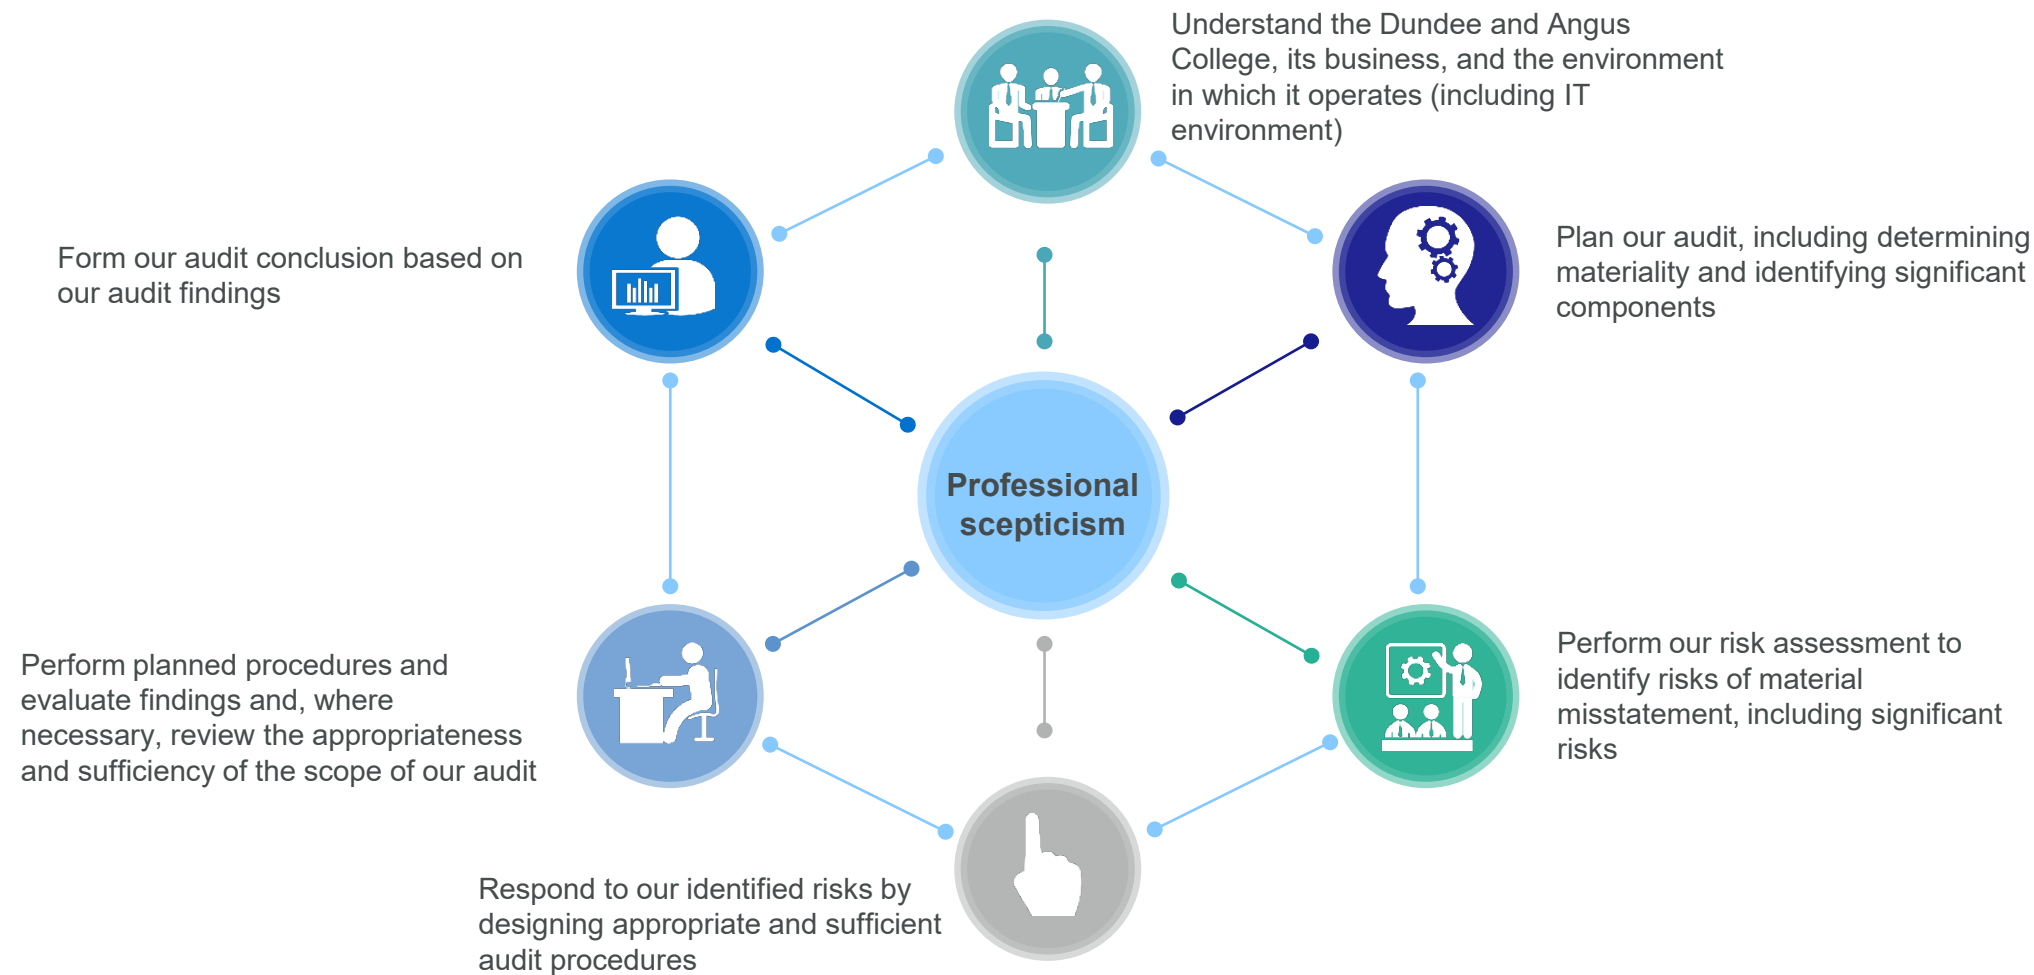 Understand the Dundee and Angus
College, its business, and the environment
in which it operates (including IT
environment)
Plan our audit, including determining
materiality and identifying significant
components
Perform our risk assessment to
identify risks of material
misstatement, including significant
risks
Respond to our identified risks by
designing appropriate and sufficient
audit procedures
Perform planned procedures and
evaluate findings and, where
necessary, review the appropriateness
and sufficiency of the scope of our audit
Form our audit conclusion based on
our audit findings
Professional
scepticism